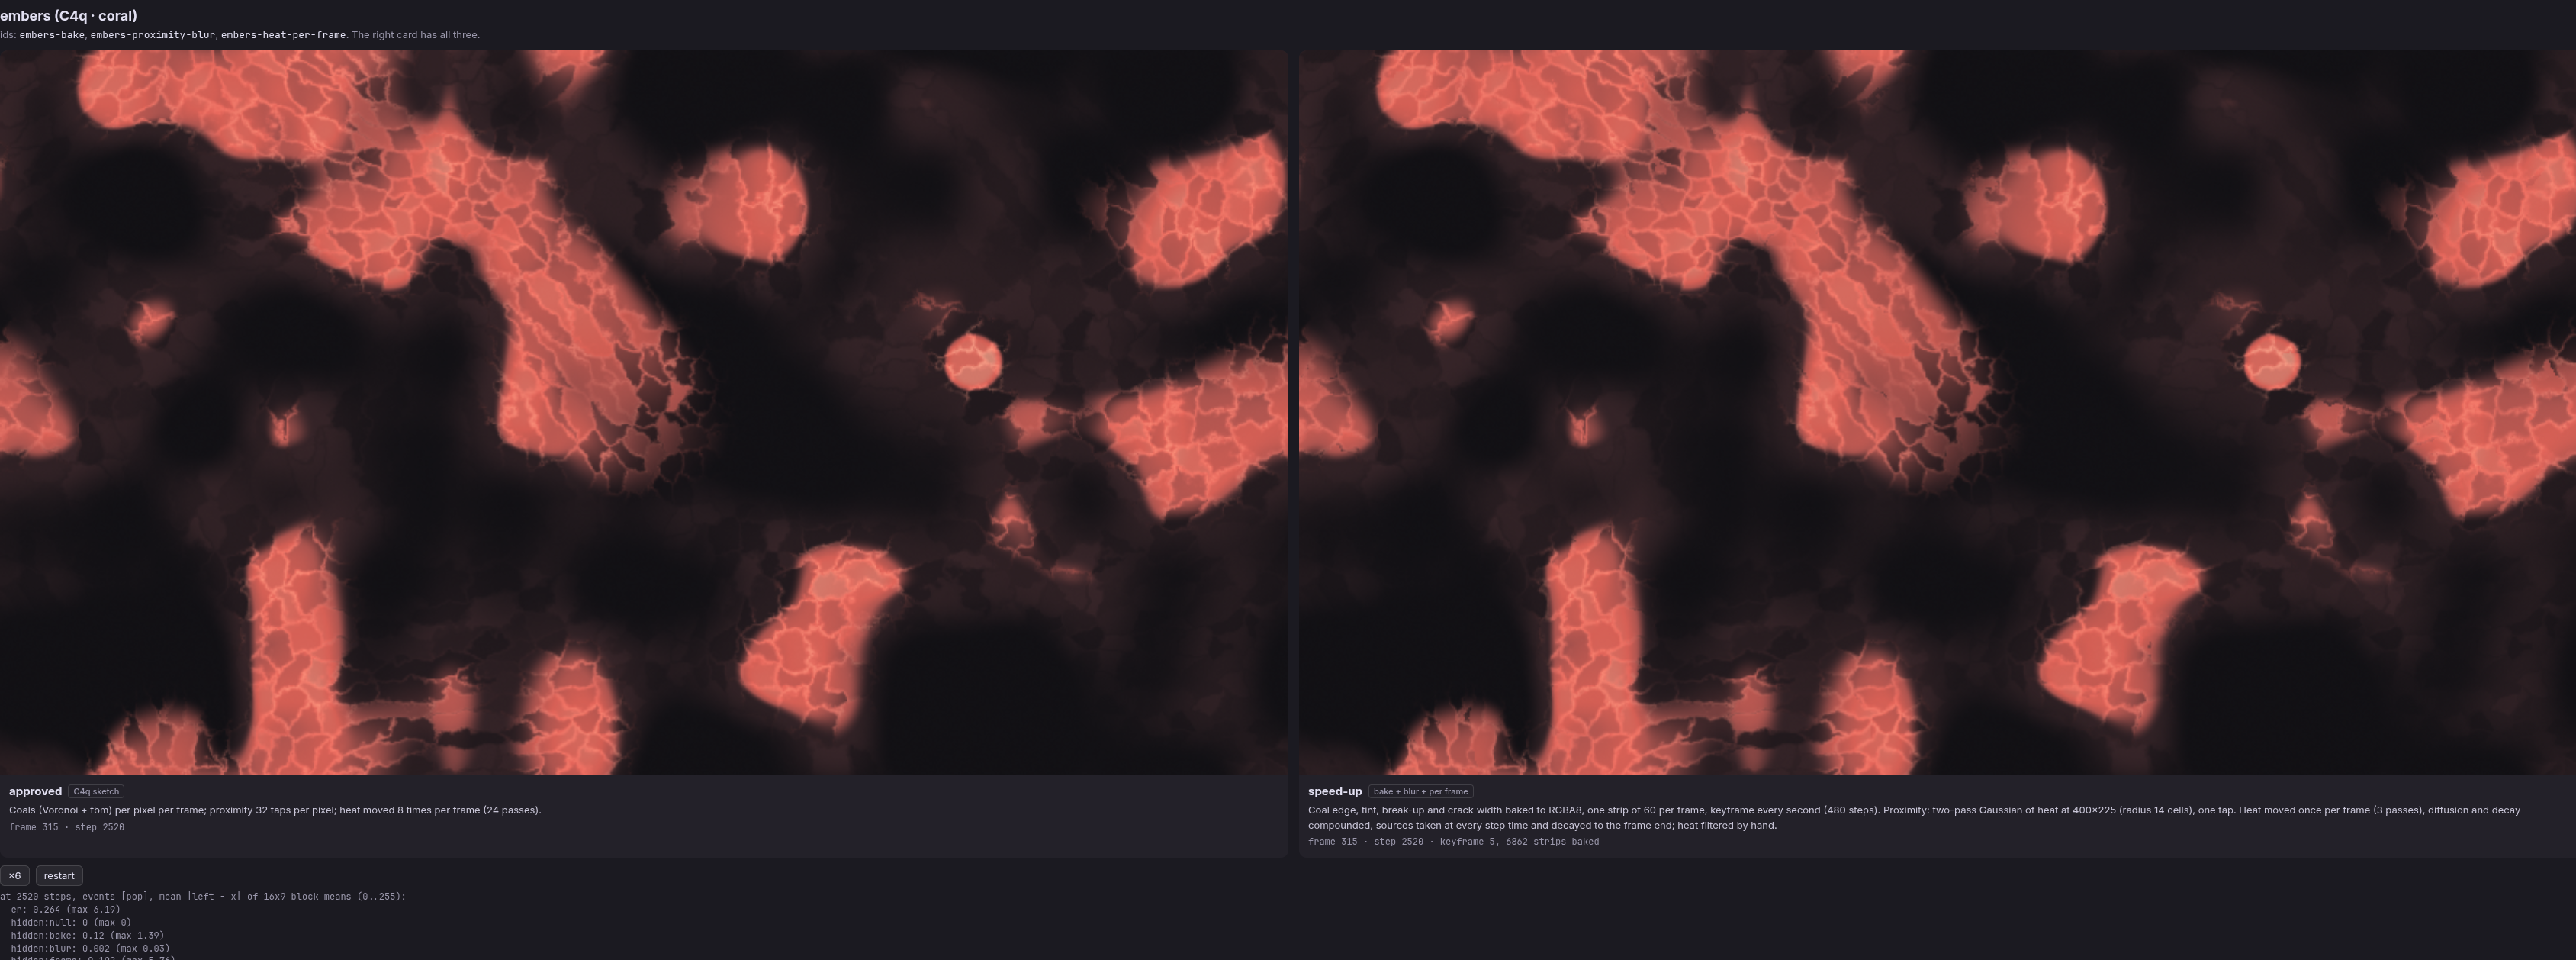 embers (C4q · coral)
ids: embers-bake, embers-proximity-blur, embers-heat-per-frame. The right card has all three.
approved C4q sketch
Coals (Voronoi + fbm) per pixel per frame; proximity 32 taps per pixel; heat moved 8 times per frame (24 passes).
frame 315 · step 2520
speed-up bake + blur + per frame
Coal edge, tint, break-up and crack width baked to RGBA8, one strip of 60 per frame, keyframe every second (480 steps). Proximity: two-pass Gaussian of heat at 400×225 (radius 14 cells), one tap. Heat moved once per frame (3 passes), diffusion and decay
compounded, sources taken at every step time and decayed to the frame end; heat filtered by hand.
frame 315 · step 2520 · keyframe 5, 6862 strips baked
×6 restart
at 2520 steps, events [pop], mean |left - x| of 16x9 block means (0..255):
er: 0.264 (max 6.19)
hidden:null: 0 (max 0)
hidden:bake: 0.12 (max 1.39)
hidden:blur: 0.002 (max 0.03)